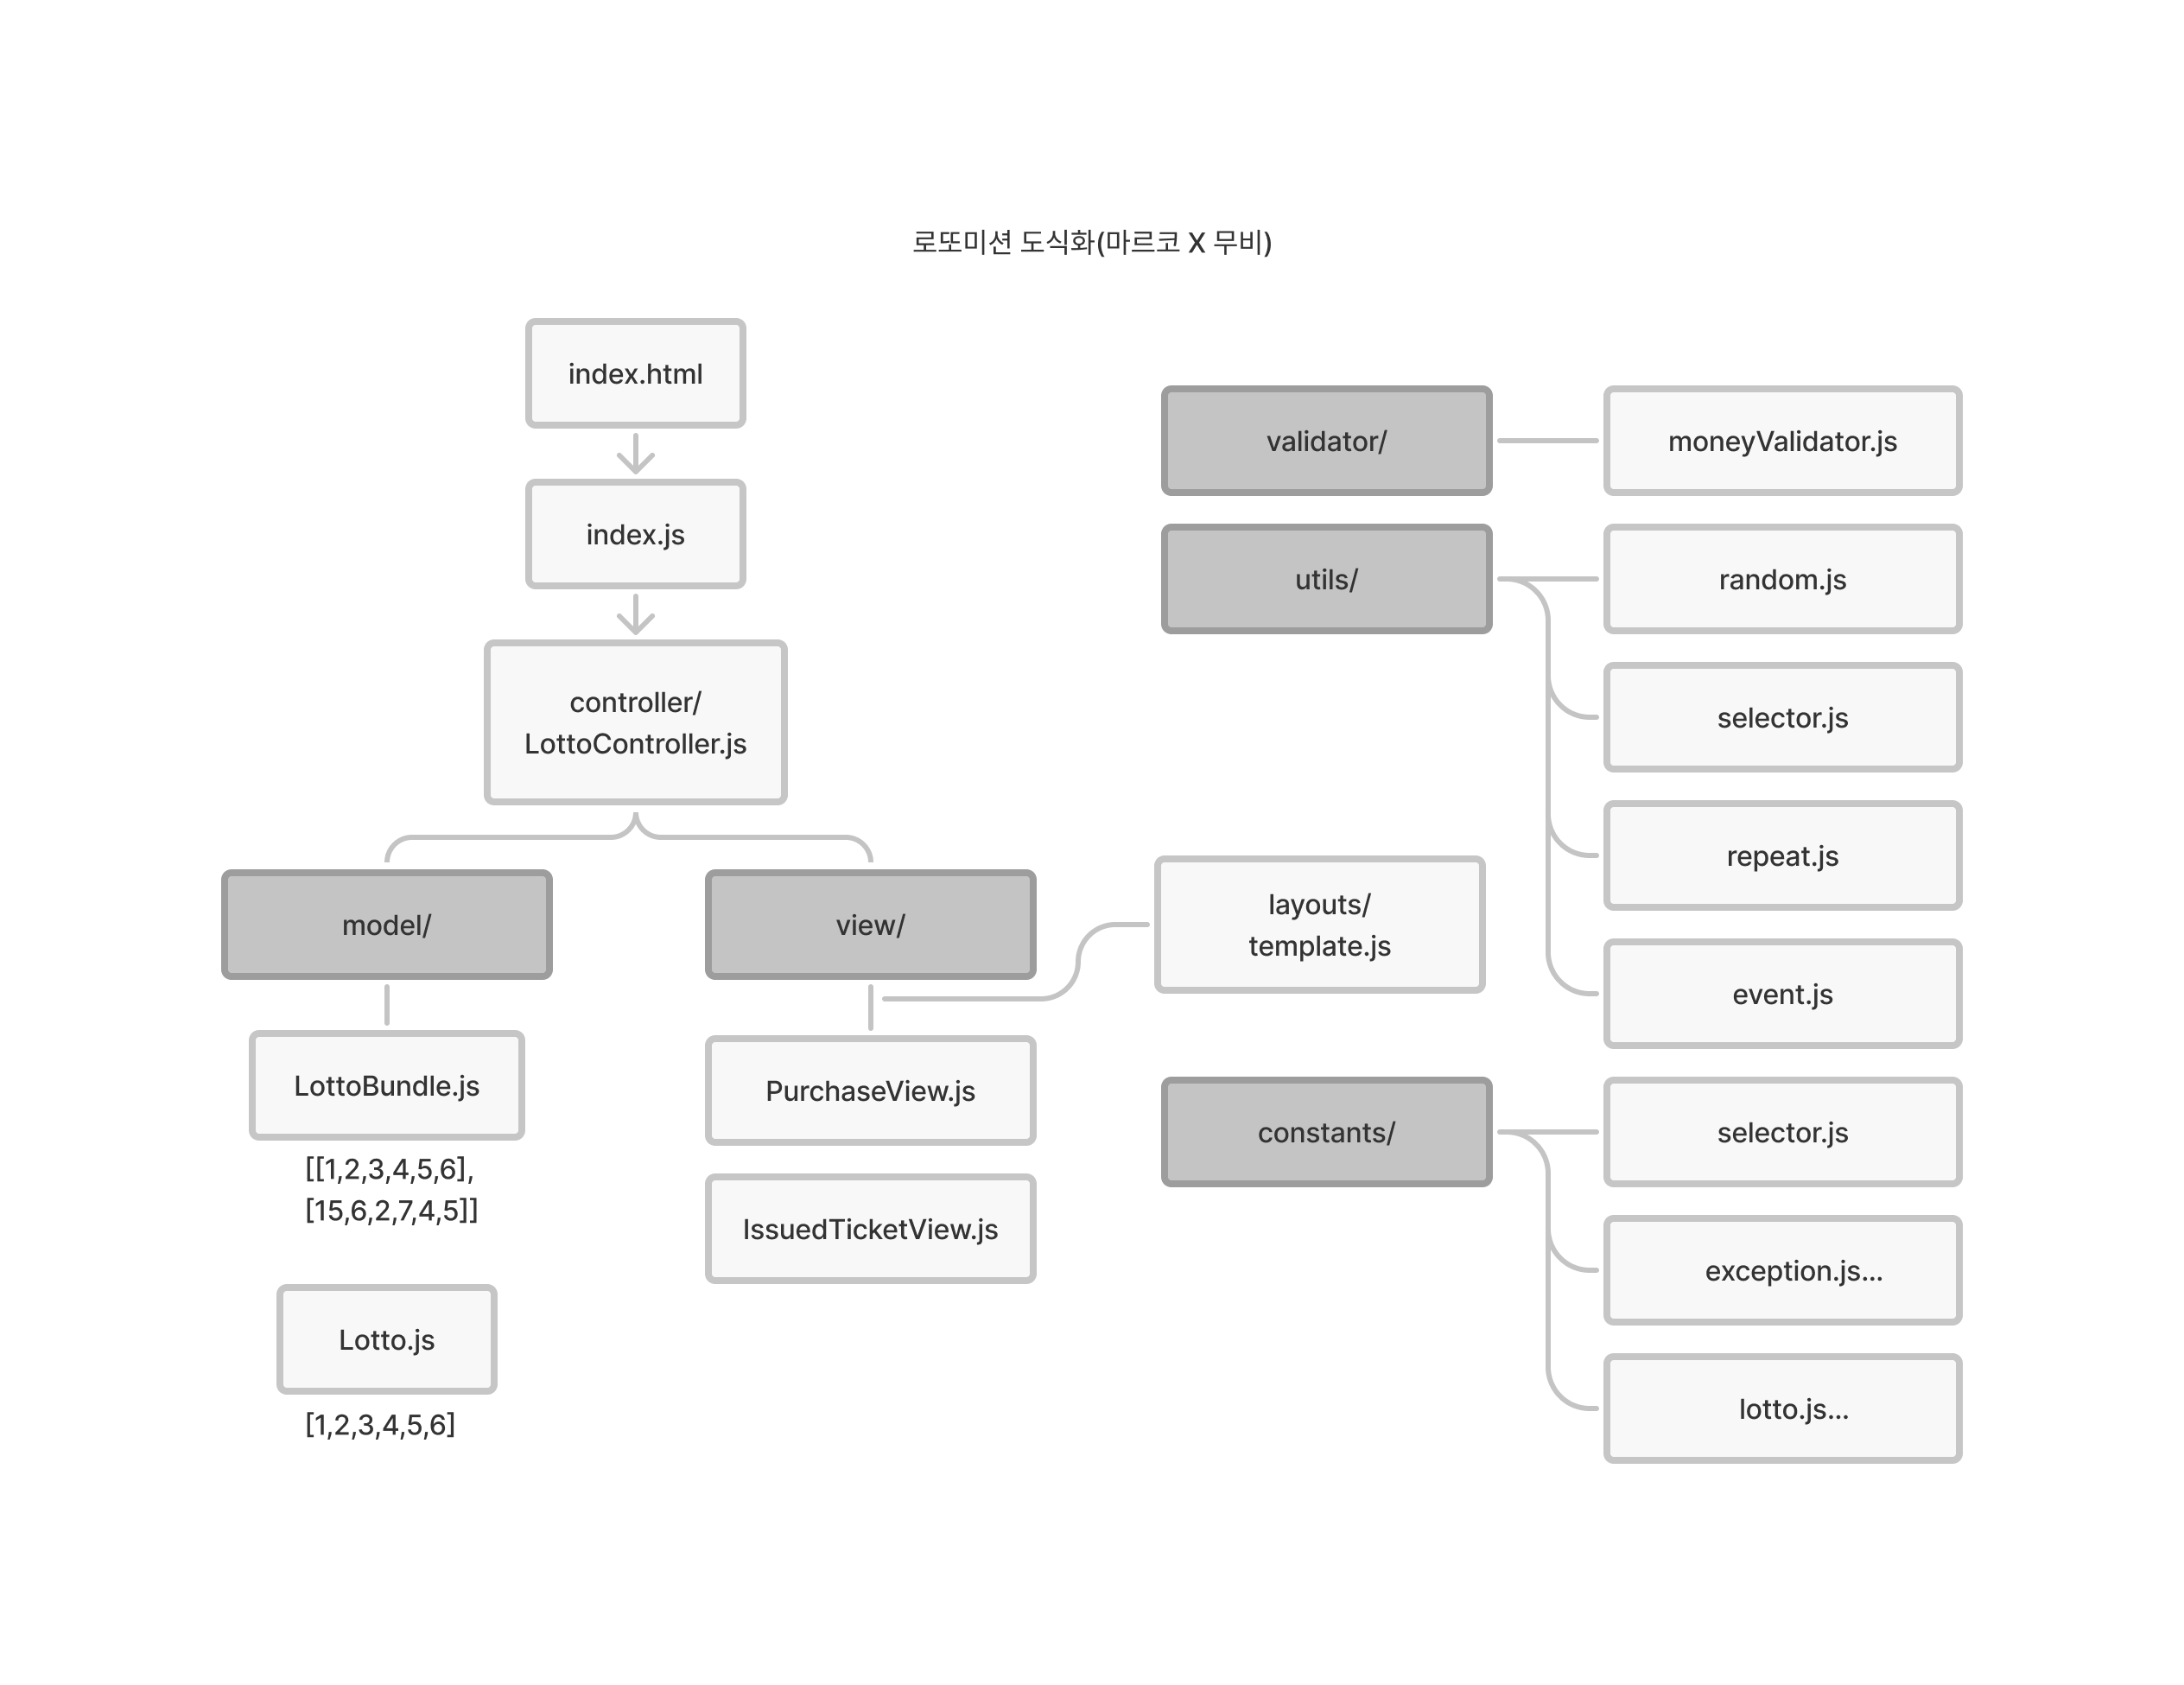 로또미션 도식화(마르코 X 무비)
index.html
index.js
controller/
LottoController.js
model/
view/
LottoBundle.js
[[1,2,3,4,5,6],
[15,6,2,7,4,5]]
Lotto.js
[1,2,3,4,5,6]
PurchaseView.js
IssuedTicketView.js
layouts/
template.js
validator/
moneyValidator.js
utils/
random.js
selector.js
repeat.js
event.js
constants/
selector.js
exception.js...
lotto.js...